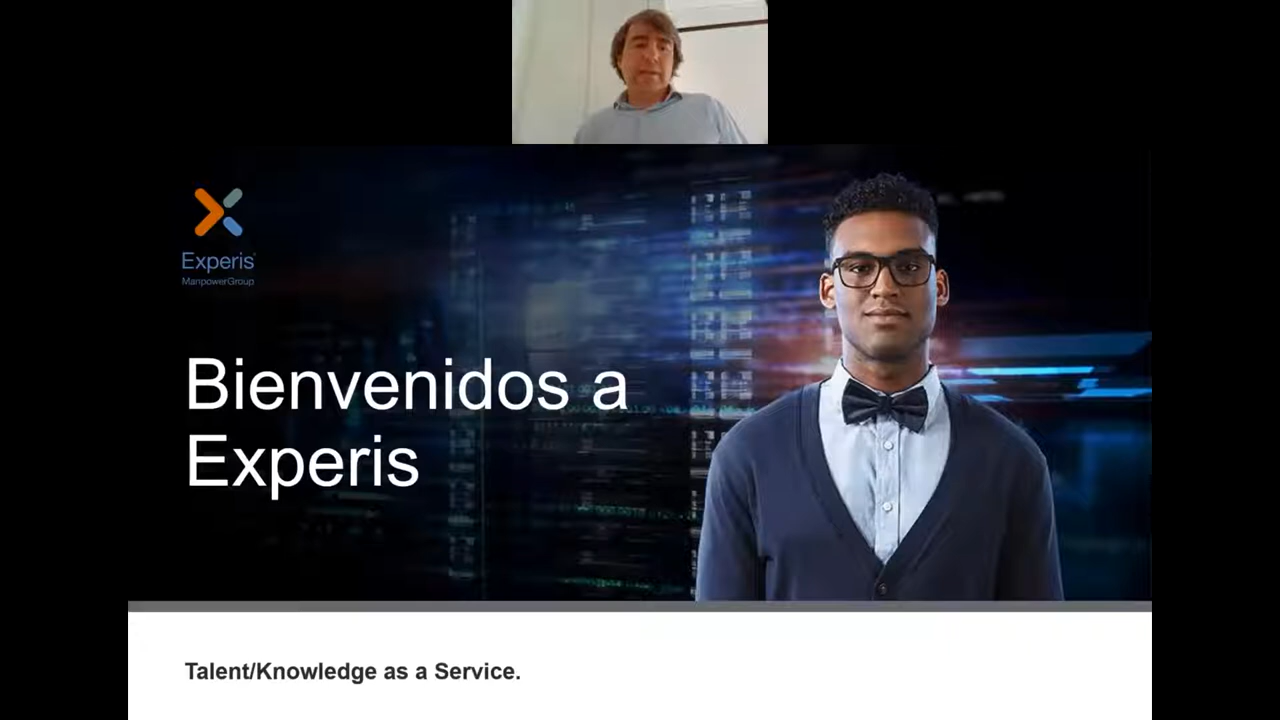 Experis
ManpowerGroup
Bienvenidos a
Experis
Talent/Knowledge as a Service.